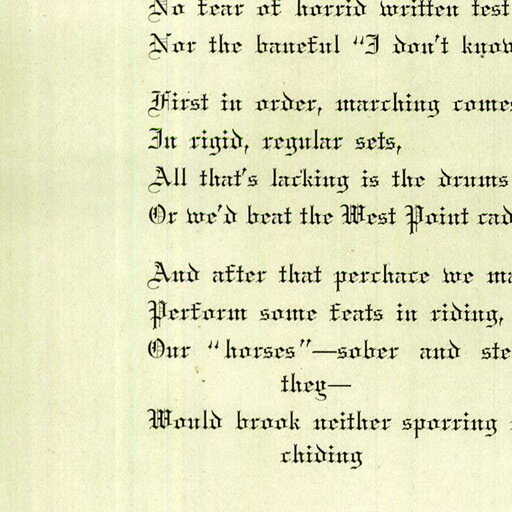 No fear of horrid written test
Nor the baneful "I don't know
First in order, marching comes
In rigid, regular sets,
All that's lacking is the drums
Or we'd beat the West Point cad
And after that perchace we ma
Perform some feats in riding,
Our "horses"—sober and ste
they—
Would brook neither sporring
chiding